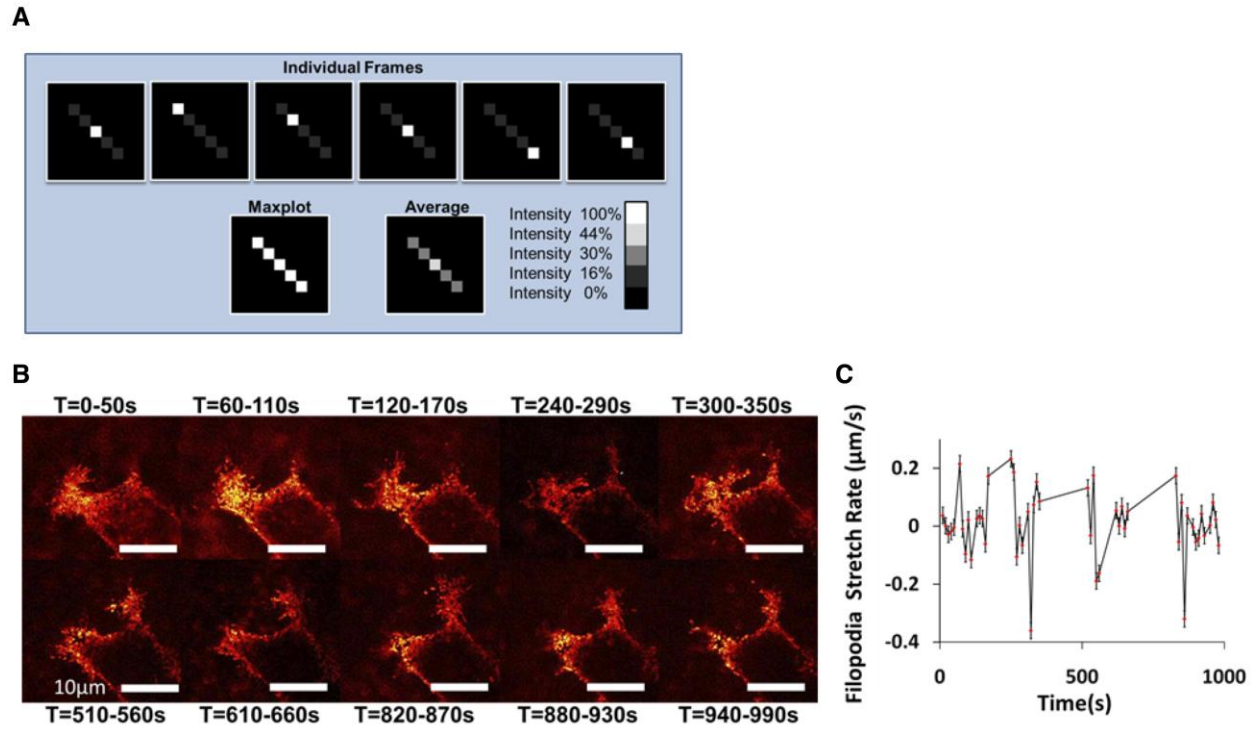 A
Individual Frames
Maxplot
Average
Intensity 100%
Intensity 44%
Intensity 30%
Intensity 16%
Intensity 0%
B
T=0-50s
T=60-110s
T=120-170s
T=240-290s
T=300-350s
10μm
T=510-560s
T=610-660s
T=820-870s
T=880-930s
T=940-990s
C
Filopodia Stretch Rate (μm/s)
0.2
0
-0.2
-0.4
0
500
1000
Time(s)